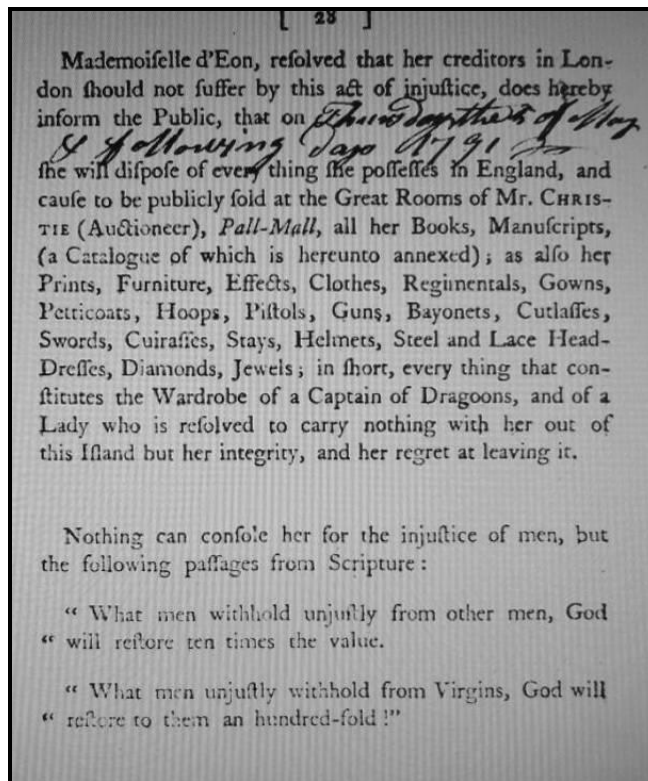 [ 28 ]
Mademoiſelle d'Eon, reſolved that her creditors in Lon-
don ſhould not ſuffer by this act of injuſtice, does hereby
inform the Public, that on Thursday the 5 of May
& following days 1791
ſhe will diſpoſe of every thing ſhe poſſeſſes in England, and
cauſe to be publicly ſold at the Great Rooms of Mr. CHRIS-
TIE (Auctioneer), Pall-Mall, all her Books, Manuſcripts,
(a Catalogue of which is hereunto annexed); as alſo her
Prints, Furniture, Effects, Clothes, Regimentals, Gowns,
Petticoats, Hoops, Piſtols, Guns, Bayonets, Cutlaſſes,
Swords, Cuiraſſes, Stays, Helmets, Steel and Lace Head-
Dreſſes, Diamonds, Jewels; in ſhort, every thing that con-
ſtitutes the Wardrobe of a Captain of Dragoons, and of a
Lady who is reſolved to carry nothing with her out of
this Iſland but her integrity, and her regret at leaving it.
Nothing can conſole her for the injuſtice of men, but
the following paſſages from Scripture:
“ What men withhold unjuſtly from other men, God
“ will reſtore ten times the value.
“ What men unjuſtly withhold from Virgins, God will
“ reſtore to them an hundred-fold!”